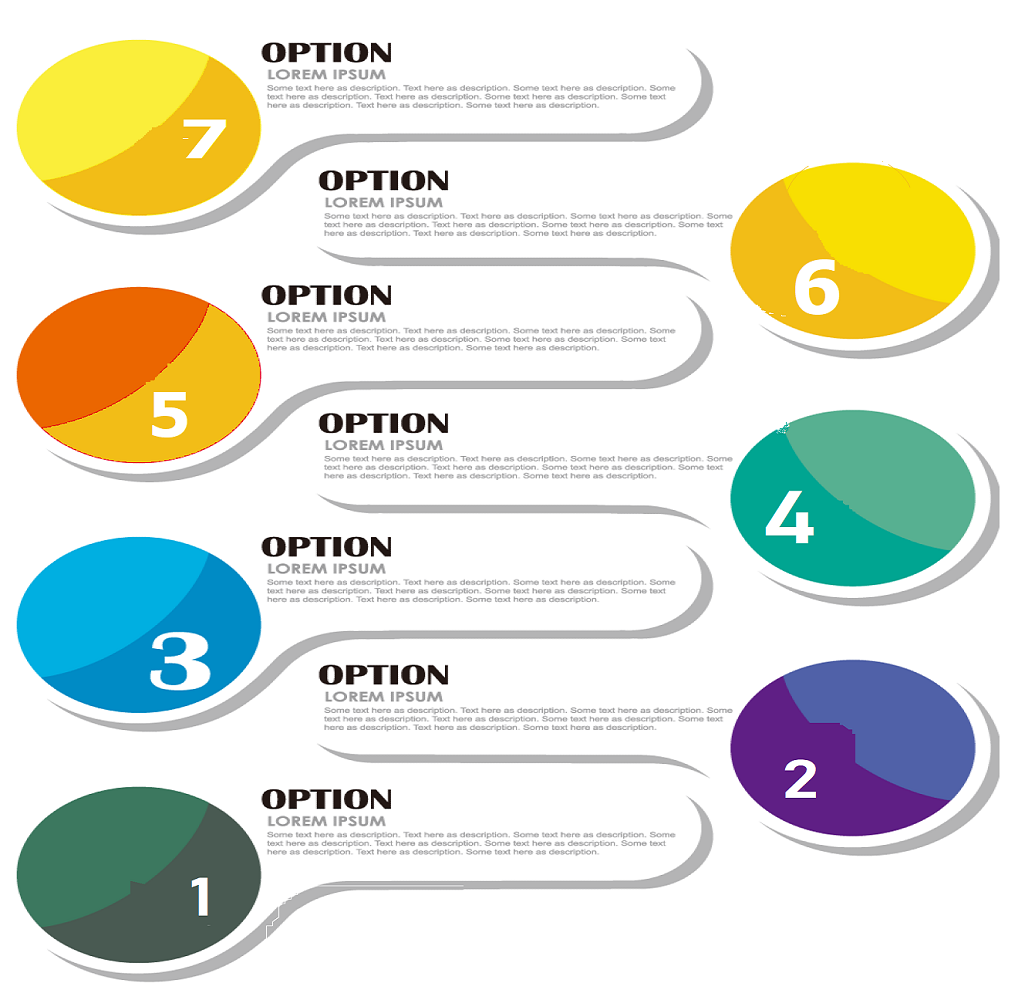 OPTION
LOREM IPSUM
Some text here as description. Text here as description. Some text here as description. Some
text here as description. Text here as description. Some text here as description. Some text
here as description. Text here as description. Some text here as description.
7
OPTION
LOREM IPSUM
Some text here as description. Text here as description. Some text here as description. Some text here as description. Some
text here as description. Text here as description. Some text here as description. Some text
here as description. Text here as description. Some text here as description.
6
OPTION
LOREM IPSUM
Some text here as description. Text here as description. Some text here as description. Some
text here as description. Text here as description. Some text here as description. Some text
here as description. Text here as description. Some text here as description.
5
OPTION
LOREM IPSUM
Some text here as description. Text here as description. Some text here as description. Some
text here as description. Text here as description. Some text here as description. Some text
here as description. Text here as description. Some text here as description.
4
OPTION
LOREM IPSUM
Some text here as description. Text here as description. Some text here as description. Some
text here as description. Text here as description. Some text here as description. Some text
here as description. Text here as description. Some text here as description.
3
OPTION
LOREM IPSUM
Some text here as description. Text here as description. Some text here as description. Some
text here as description. Text here as description. Some text here as description. Some text
here as description. Text here as description. Some text here as description.
2
OPTION
LOREM IPSUM
Some text here as description. Text here as description. Some text here as description. Some
text here as description. Text here as description. Some text here as description. Some text
here as description. Text here as description. Some text here as description.
1